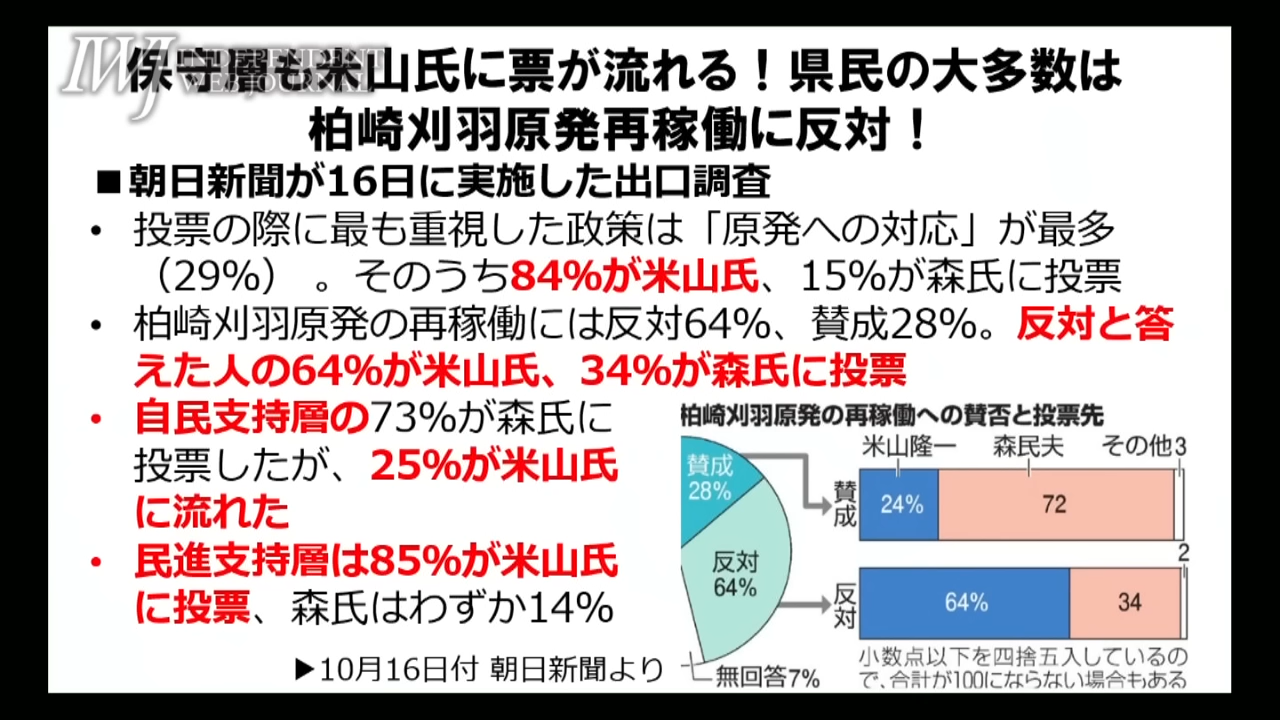 IWJ INDEPENDENT WEB JOURNAL
保守層も米山氏に票が流れる！県民の大多数は
柏崎刈羽原発再稼働に反対！
■朝日新聞が16日に実施した出口調査
• 投票の際に最も重視した政策は「原発への対応」が最多
（29%）。そのうち84%が米山氏、15%が森氏に投票
• 柏崎刈羽原発の再稼働には反対64%、賛成28%。反対と答
えた人の64%が米山氏、34%が森氏に投票
• 自民支持層の73%が森氏に
投票したが、25%が米山氏
に流れた
• 民進支持層は85%が米山氏
に投票、森氏はわずか14%
▶10月16日付 朝日新聞より
柏崎刈羽原発の再稼働への賛否と投票先
米山隆一 森民夫 その他3
賛成
28%
賛成
24% 72
2
反対
64%
反対
64% 34
無回答7%
小数点以下を四捨五入しているの
で、合計が100にならない場合もある